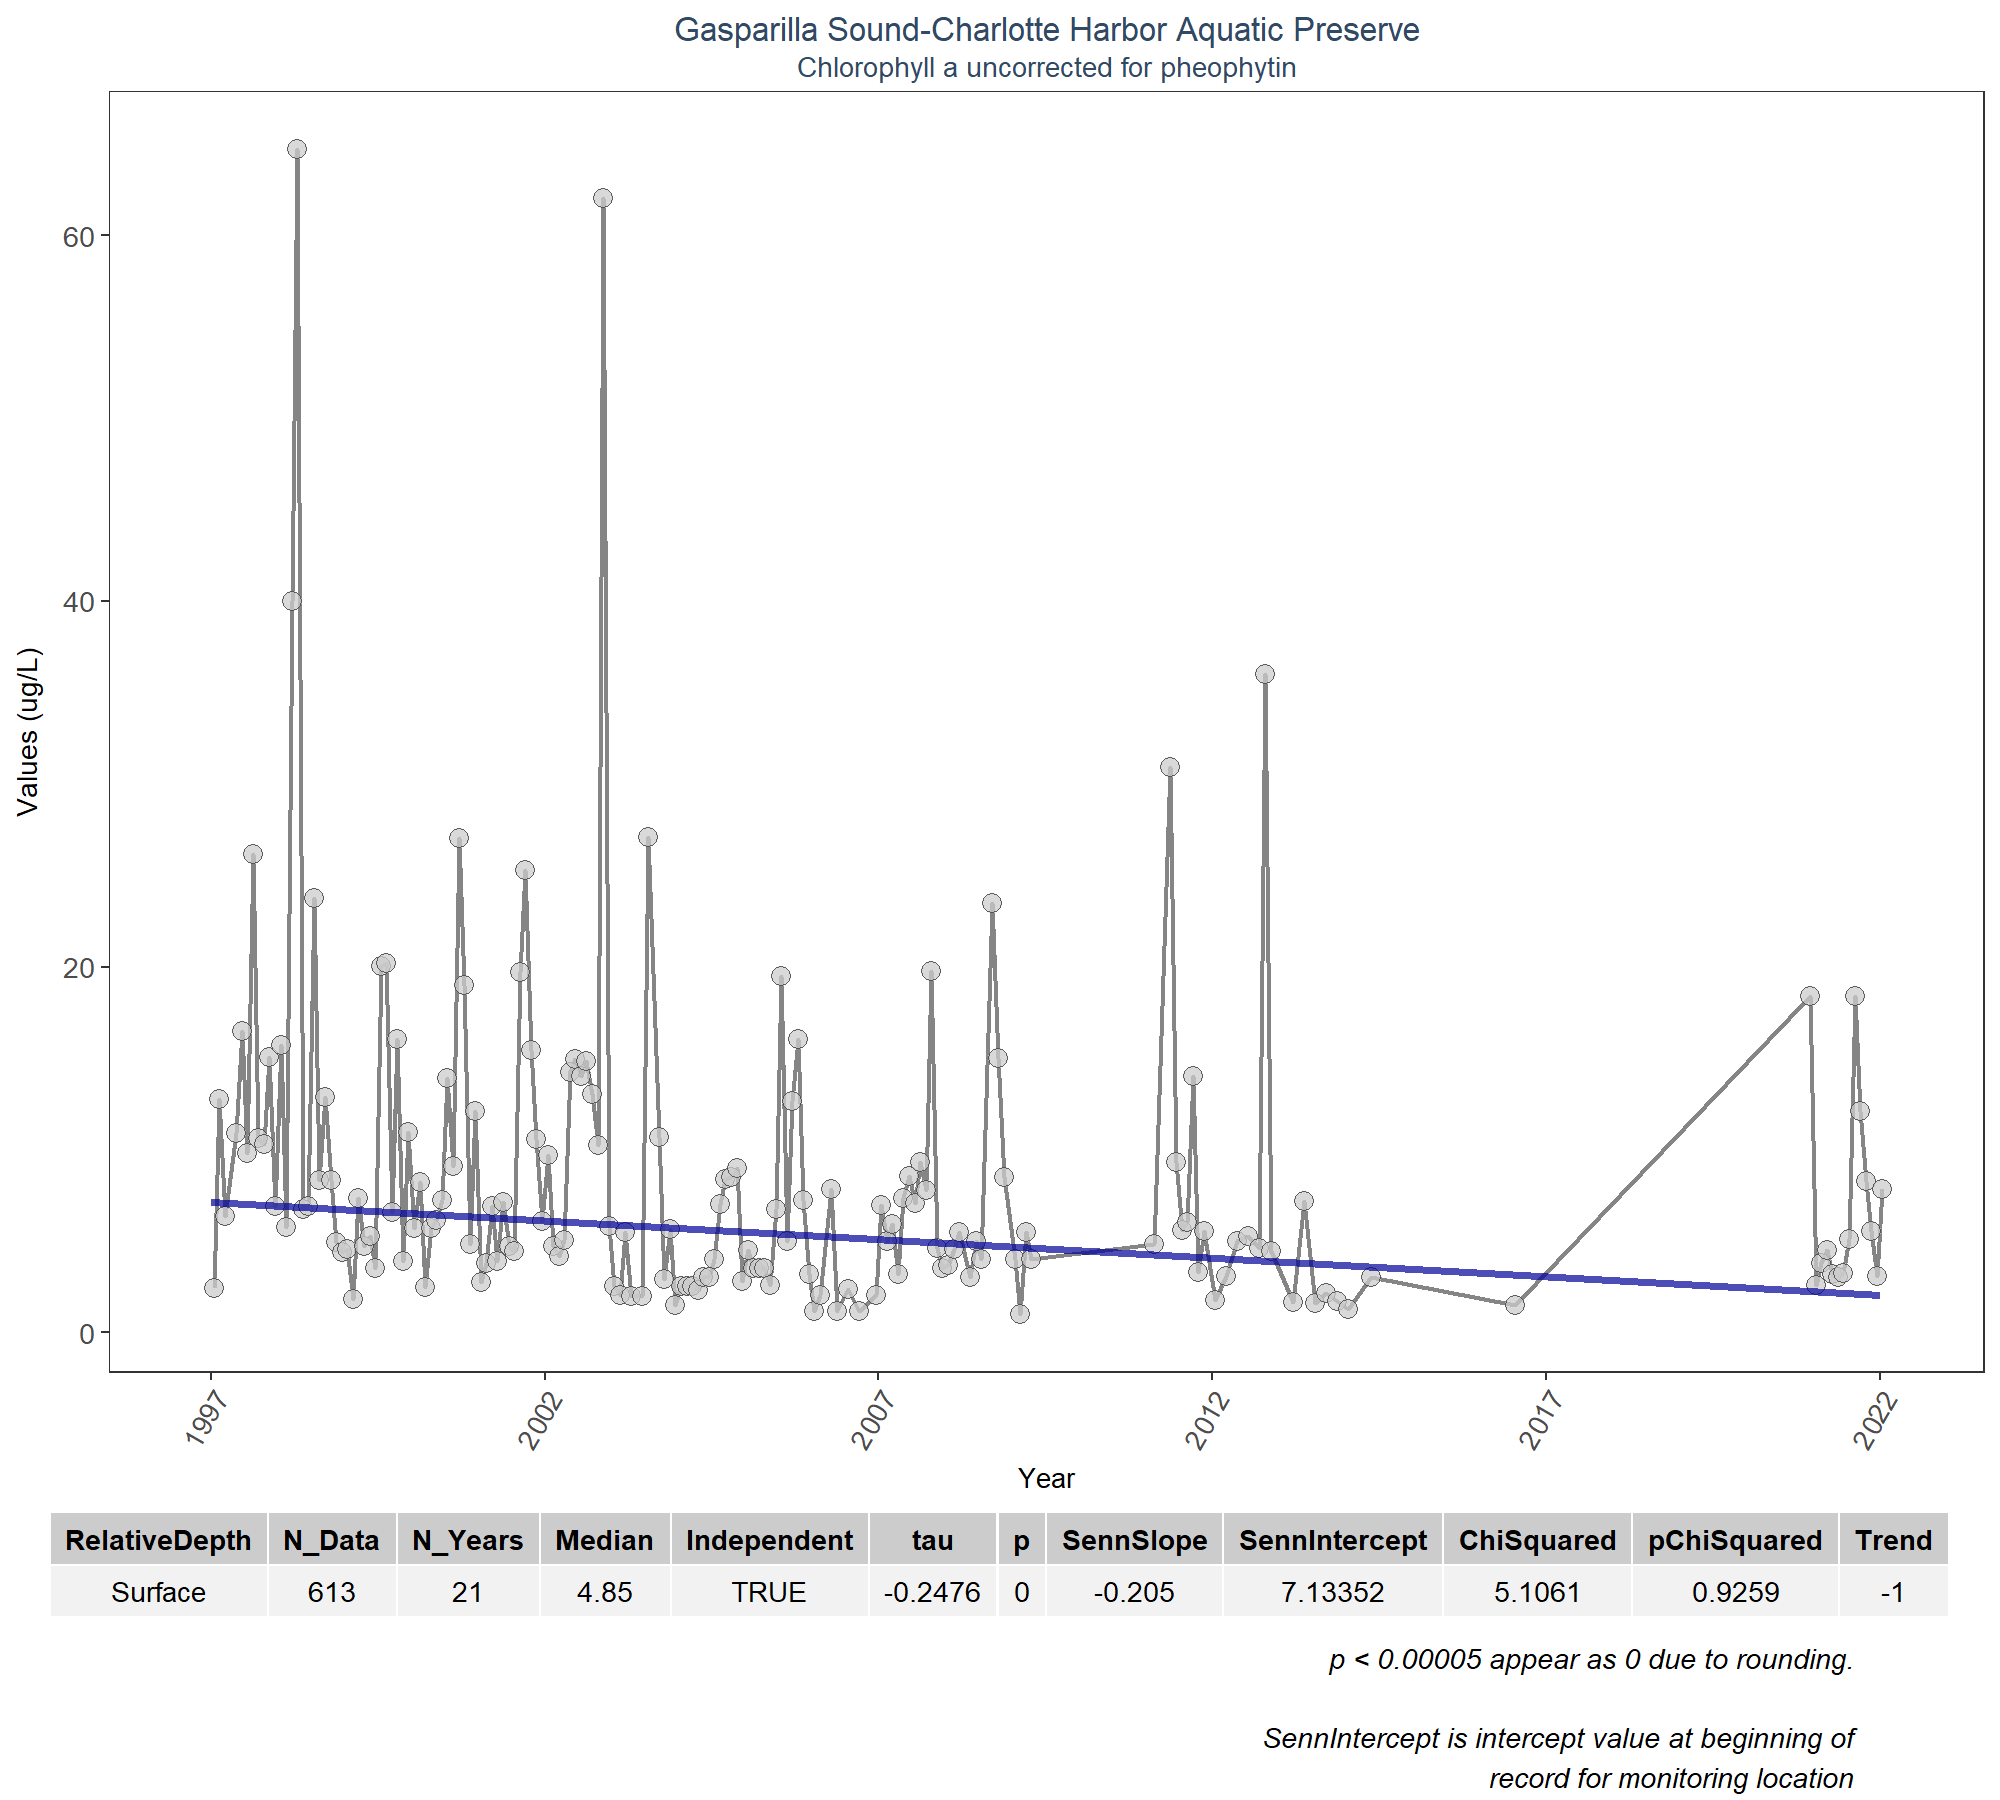 Gasparilla Sound-Charlotte Harbor Aquatic Preserve
Chlorophyll a uncorrected for pheophytin
Values (ug/L)
60
40
20
0
1997 2002 2007 2012 2017 2022
Year
RelativeDepth N_Data N_Years Median Independent tau p SennSlope SennIntercept ChiSquared pChiSquared Trend
Surface 613 21 4.85 TRUE -0.2476 0 -0.205 7.13352 5.1061 0.9259 -1
p < 0.00005 appear as 0 due to rounding.
SennIntercept is intercept value at beginning of
record for monitoring location